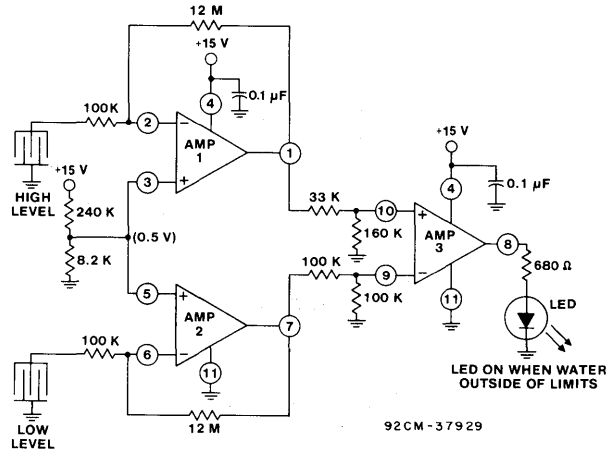 12 M
+15 V
4
0.1 µF
100K
2
AMP
1
1
3
+15 V
HIGH
LEVEL
240 K
(0.5 V)
8.2 K
+15 V
4
0.1 µF
33 K
10
160 K
AMP
3
8
680 Ω
100 K
9
100 K
11
LED
LED ON WHEN WATER
OUTSIDE OF LIMITS
5
AMP
2
7
100 K
6
11
LOW
LEVEL
12M
92CM-37929